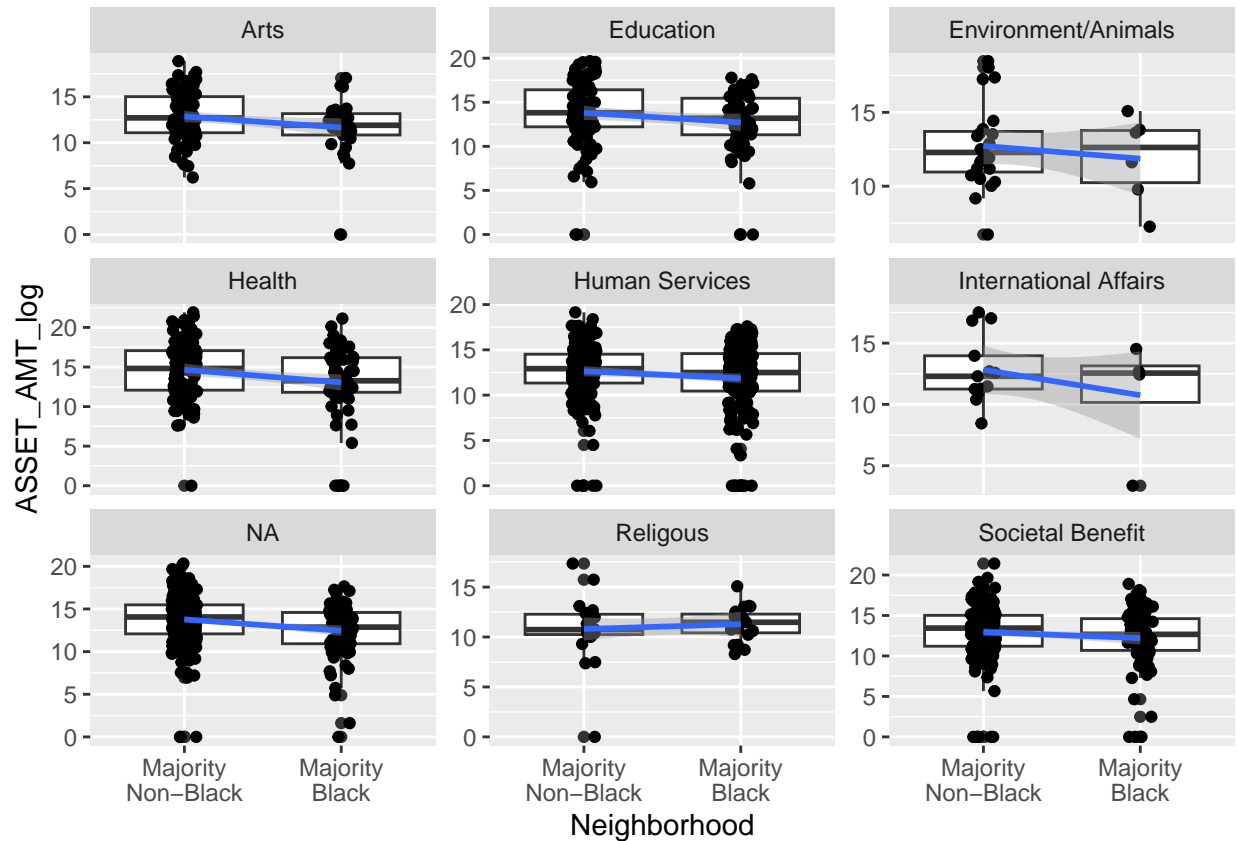 Arts
Education
Environment/Animals
15
10
5
0
20
15
10
5
0
15
10
Health
Human Services
International Affairs
20
15
10
5
0
20
15
10
5
0
15
10
5
NA
Religous
Societal Benefit
20
15
10
5
0
15
10
5
0
20
15
10
5
0
Majority
Non−Black
Majority
Black
Majority
Non−Black
Majority
Black
Majority
Non−Black
Majority
Black
Neighborhood
ASSET_AMT_log